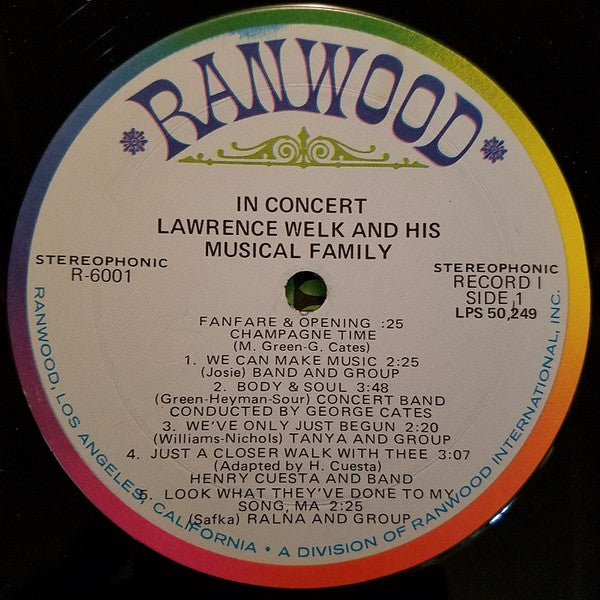 RANWOOD
IN CONCERT
LAWRENCE WELK AND HIS
MUSICAL FAMILY
STEREOPHONIC
R-6001
STEREOPHONIC
RECORD I
SIDE 1
LPS 50,249
FANFARE & OPENING :25
CHAMPAGNE TIME
(M. Green-G. Cates)
1. WE CAN MAKE MUSIC 2:25
(Josie) BAND AND GROUP
2. BODY & SOUL 3:48
(Green-Heyman-Sour) CONCERT BAND
CONDUCTED BY GEORGE CATES
3. WE'VE ONLY JUST BEGUN 2:20
(Williams-Nichols) TANYA AND GROUP
4. JUST A CLOSER WALK WITH THEE 3:07
(Adapted by H. Cuesta)
HENRY CUESTA AND BAND
5. LOOK WHAT THEY'VE DONE TO MY
SONG, MA 2:25
(Safka) RALNA AND GROUP
RANWOOD, LOS ANGELES, CALIFORNIA • A DIVISION OF RANWOOD INTERNATIONAL, INC.